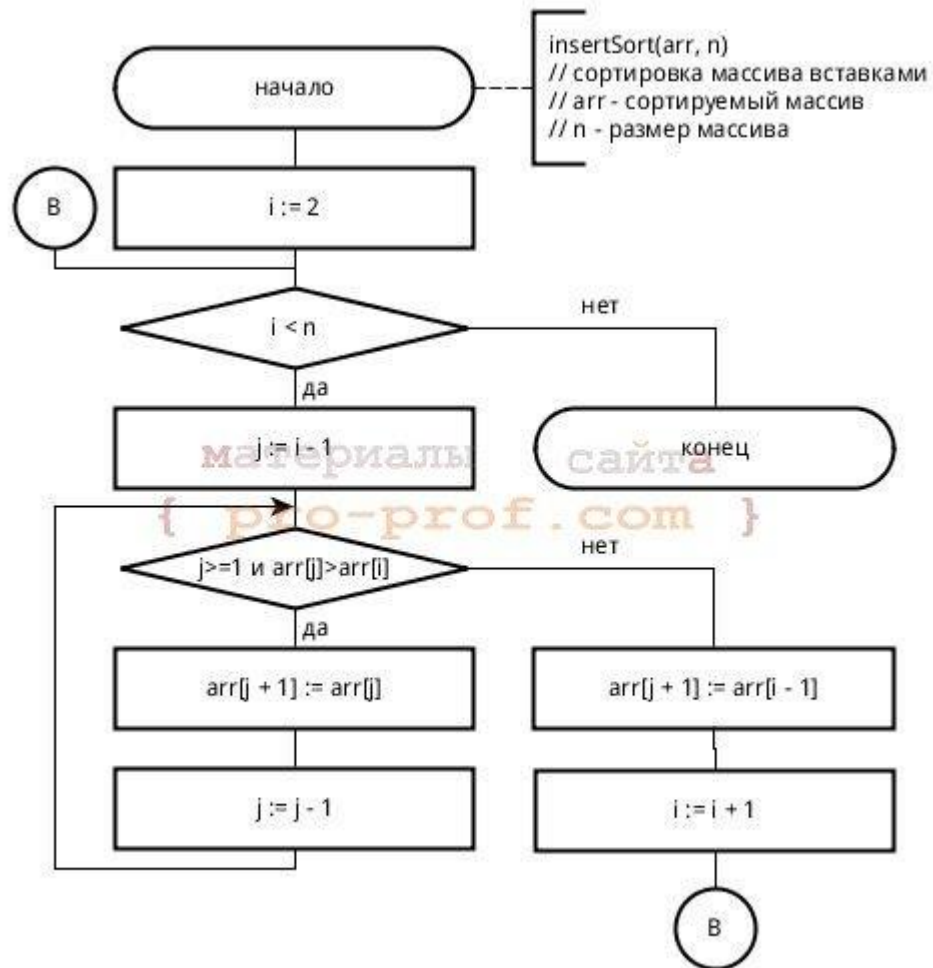 начало
insertSort(arr, n)
// сортировка массива вставками
// arr - сортируемый массив
// n - размер массива
B
i := 2
i < n
нет
да
j := i - 1
конец
материалы сайта
{ pro-prof.com }
j>=1 и arr[j]>arr[i]
нет
да
arr[j + 1] := arr[j]
arr[j + 1] := arr[i - 1]
j := j - 1
i := i + 1
B